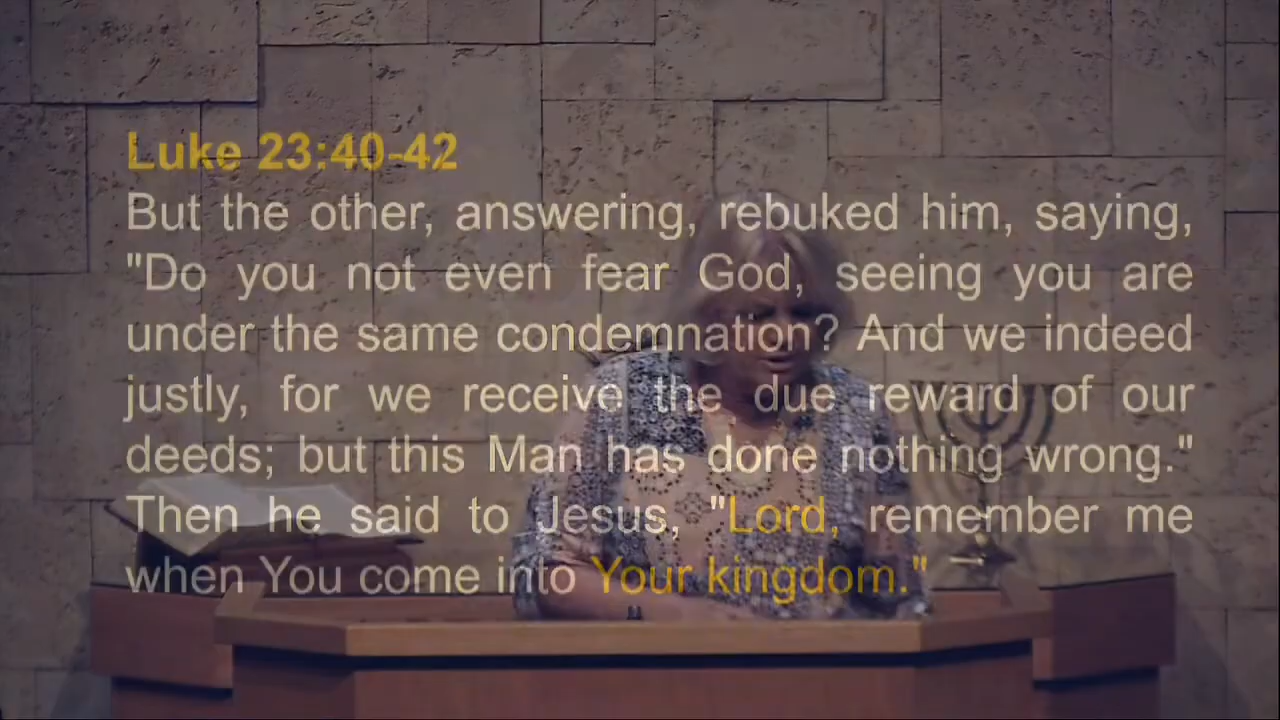 Luke 23:40-42
But the other, answering, rebuked him, saying,
"Do you not even fear God, seeing you are
under the same condemnation? And we indeed
justly, for we receive the due reward of our
deeds; but this Man has done nothing wrong."
Then he said to Jesus, "Lord, remember me
when You come into Your kingdom."